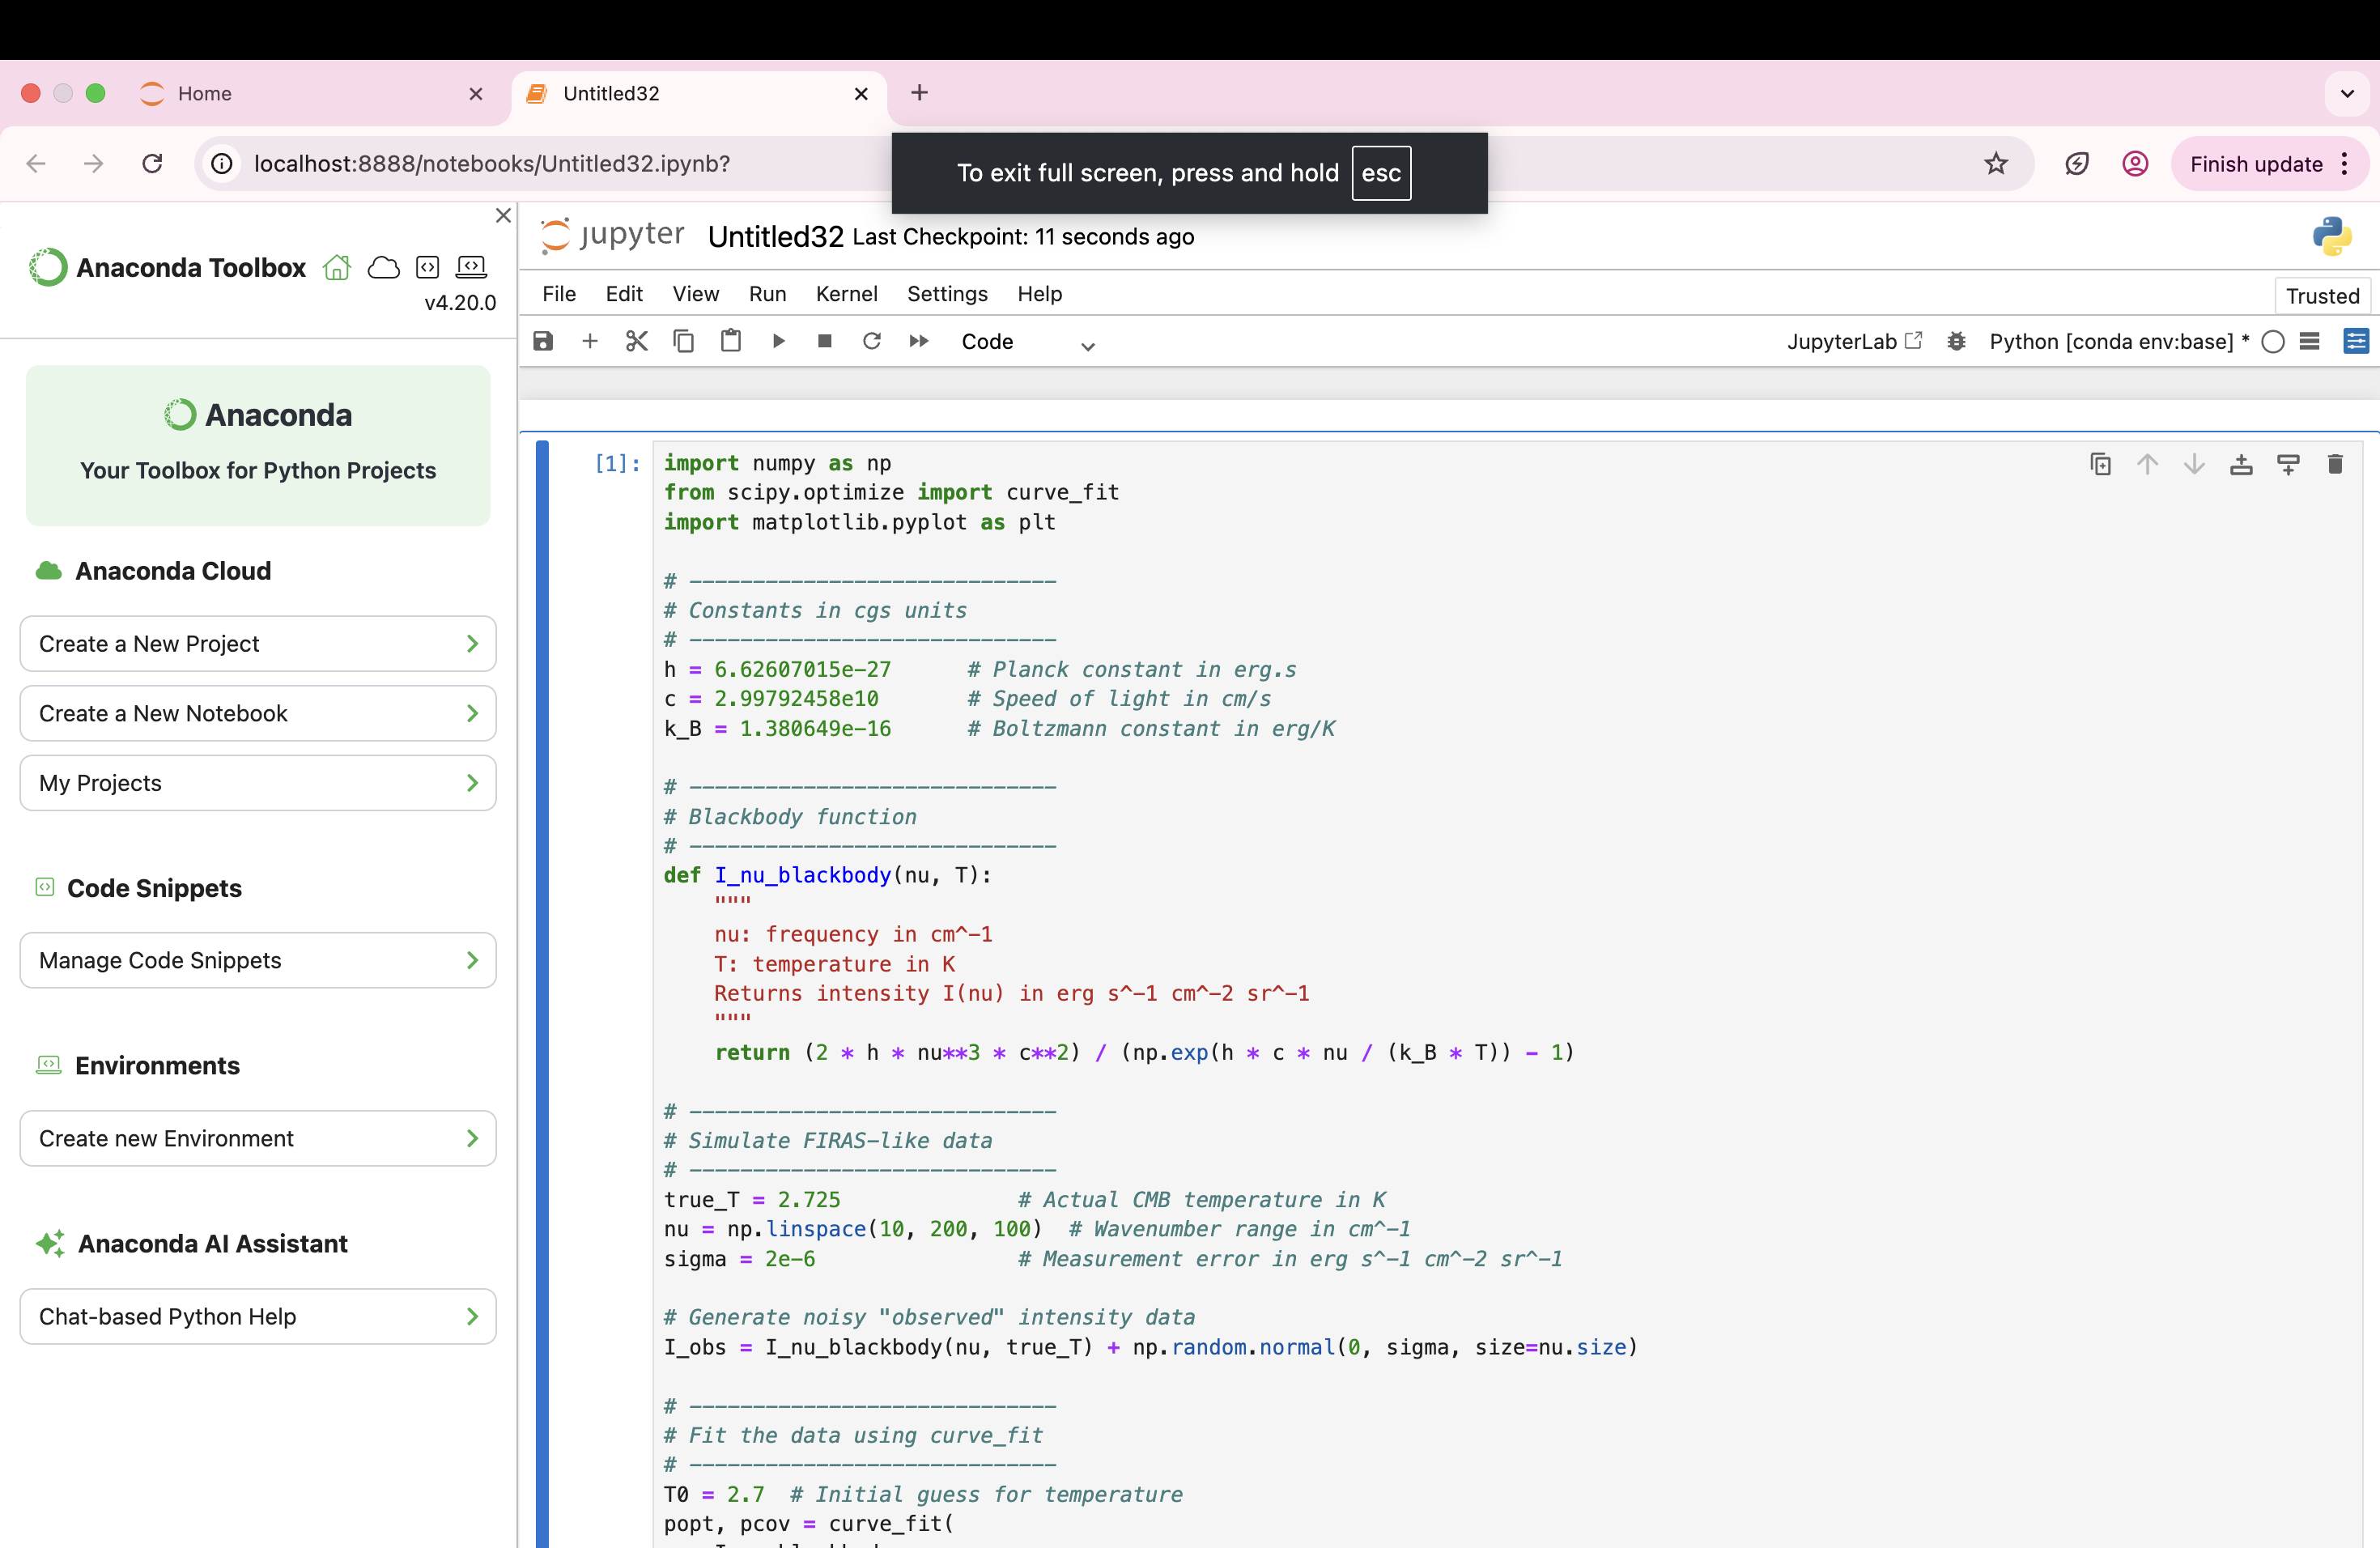 Home
Untitled32
localhost:8888/notebooks/Untitled32.ipynb?
To exit full screen, press and hold esc
Finish update
Anaconda Toolbox
v4.20.0
Anaconda
Your Toolbox for Python Projects
Anaconda Cloud
Create a New Project
Create a New Notebook
My Projects
Code Snippets
Manage Code Snippets
Environments
Create new Environment
Anaconda AI Assistant
Chat-based Python Help
jupyter Untitled32 Last Checkpoint: 11 seconds ago
File Edit View Run Kernel Settings Help
Trusted
Code
JupyterLab Python [conda env:base] *
[1]: import numpy as np
from scipy.optimize import curve_fit
import matplotlib.pyplot as plt
# -----------------------------
# Constants in cgs units
# -----------------------------
h = 6.62607015e-27      # Planck constant in erg.s
c = 2.99792458e10       # Speed of light in cm/s
k_B = 1.380649e-16      # Boltzmann constant in erg/K
# -----------------------------
# Blackbody function
# -----------------------------
def I_nu_blackbody(nu, T):
    """
    nu: frequency in cm^-1
    T: temperature in K
    Returns intensity I(nu) in erg s^-1 cm^-2 sr^-1
    """
    return (2 * h * nu**3 * c**2) / (np.exp(h * c * nu / (k_B * T)) - 1)
# -----------------------------
# Simulate FIRAS-like data
# -----------------------------
true_T = 2.725              # Actual CMB temperature in K
nu = np.linspace(10, 200, 100)  # Wavenumber range in cm^-1
sigma = 2e-6                # Measurement error in erg s^-1 cm^-2 sr^-1
# Generate noisy "observed" intensity data
I_obs = I_nu_blackbody(nu, true_T) + np.random.normal(0, sigma, size=nu.size)
# -----------------------------
# Fit the data using curve_fit
# -----------------------------
T0 = 2.7  # Initial guess for temperature
popt, pcov = curve_fit(